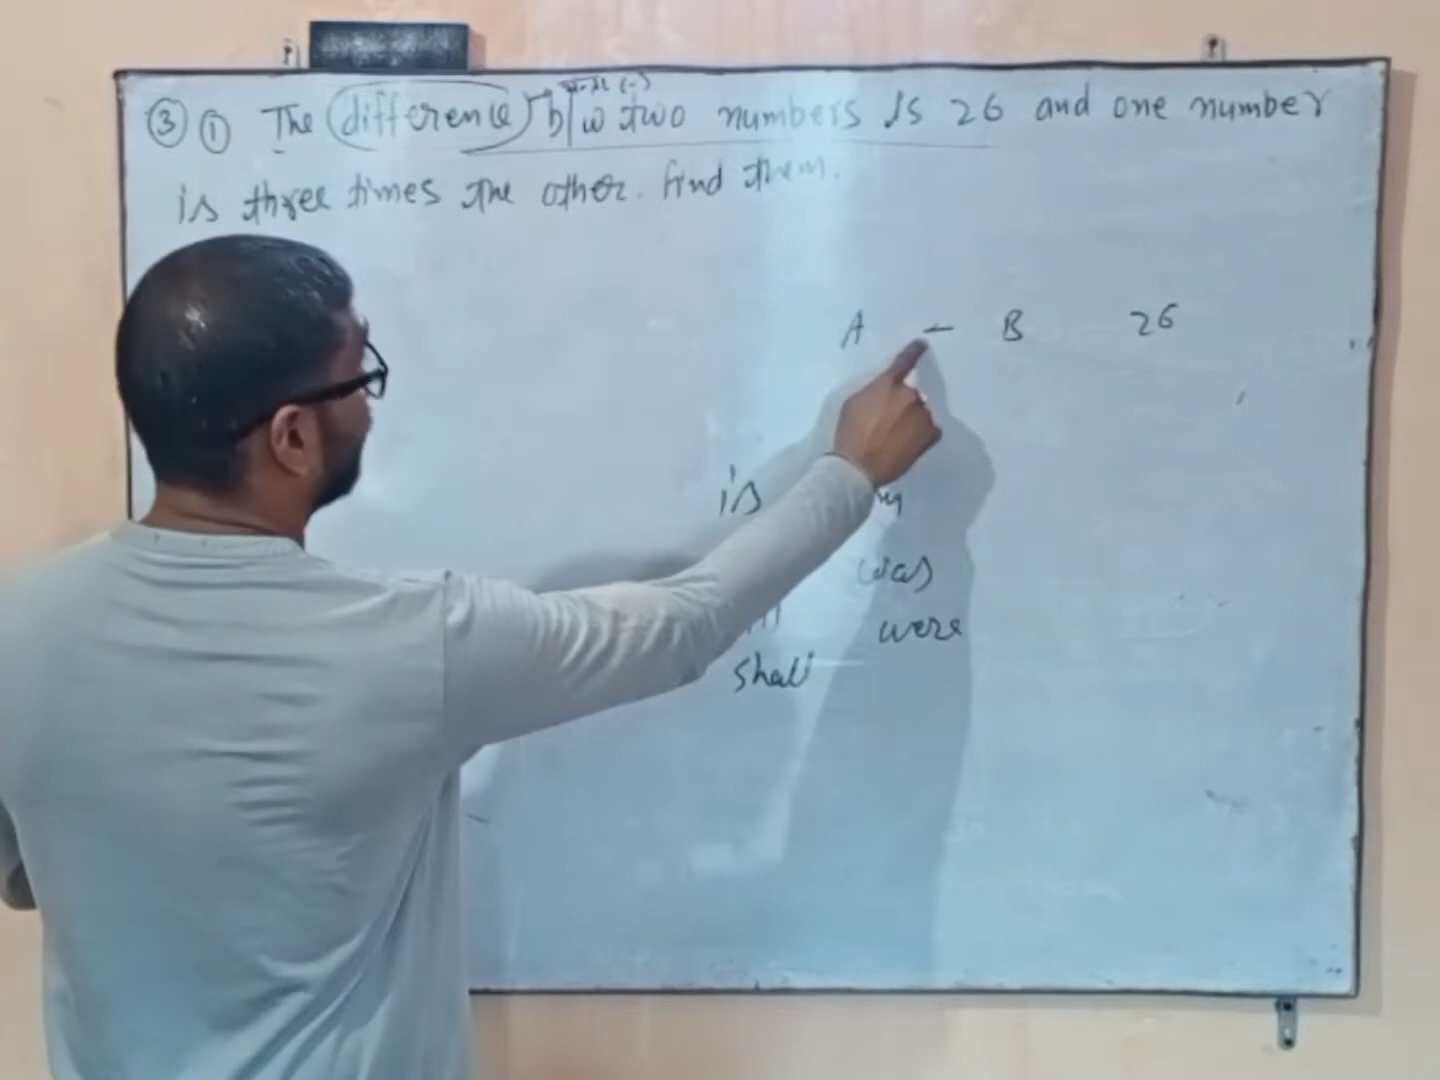 ③ ① The difference b/w two numbers is 26 and one number
(-)
is three times the other. find them.
A - B 26
is
was
were
shall